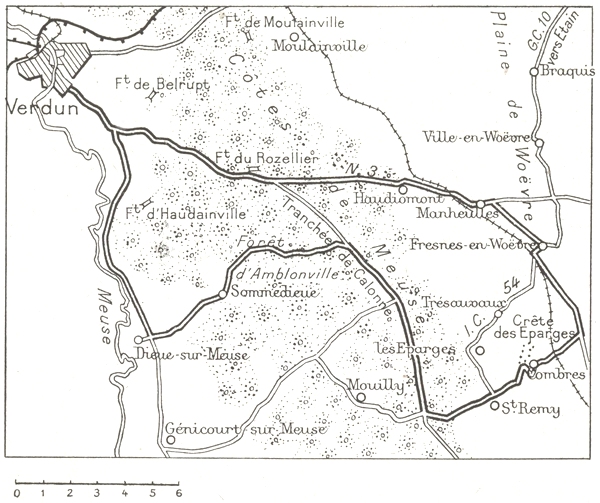 Ft de Moulainville
Moulainville
Plaine de Woëvre
G.C. 10
vers Etain
Braquis
Ft de Belrupt
Côtes de Meuse
Verdun
Ville-en-Woëvre
Ft du Rozellier
N. 3
Haudiomont
Manheulles
Ft d'Haudainville
Tranchée de Calonne
Fresnes-en-Woëvre
Forêt
d'Amblonville
Sommedieue
Meuse
I.C. 54
Trésauvaux
Crête
des Eparges
Dieue-sur-Meuse
les Eparges
Combres
Mouilly
St Remy
Génicourt sur Meuse
0 1 2 3 4 5 6